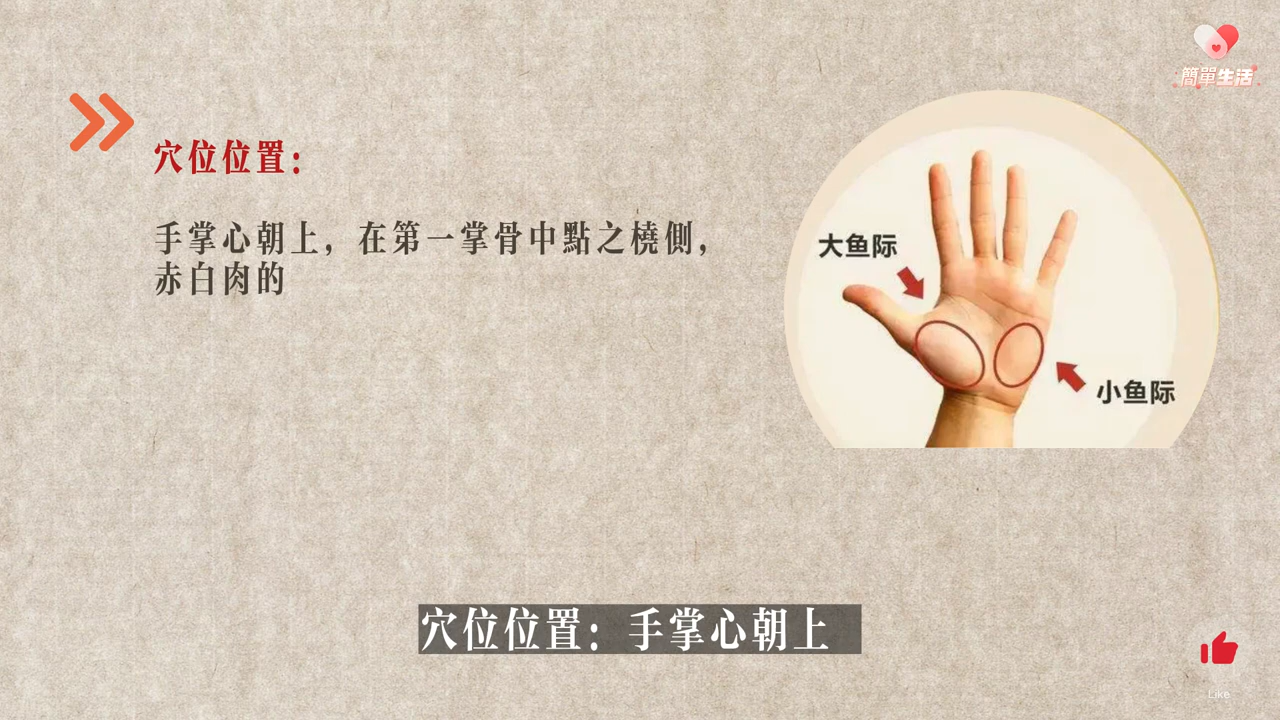 簡單生活
穴位位置：
手掌心朝上，在第一掌骨中點之橈側，
赤白肉的
大鱼际
小鱼际
穴位位置：手掌心朝上
Like